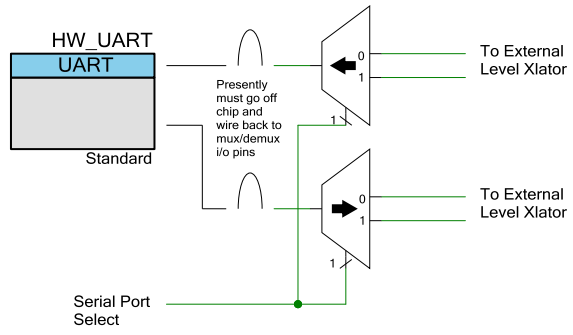 HW_UART
UART
Standard
Presently
must go off
chip and
wire back to
mux/demux
i/o pins
0
1
1
To External
Level Xlator
0
1
1
To External
Level Xlator
Serial Port
Select